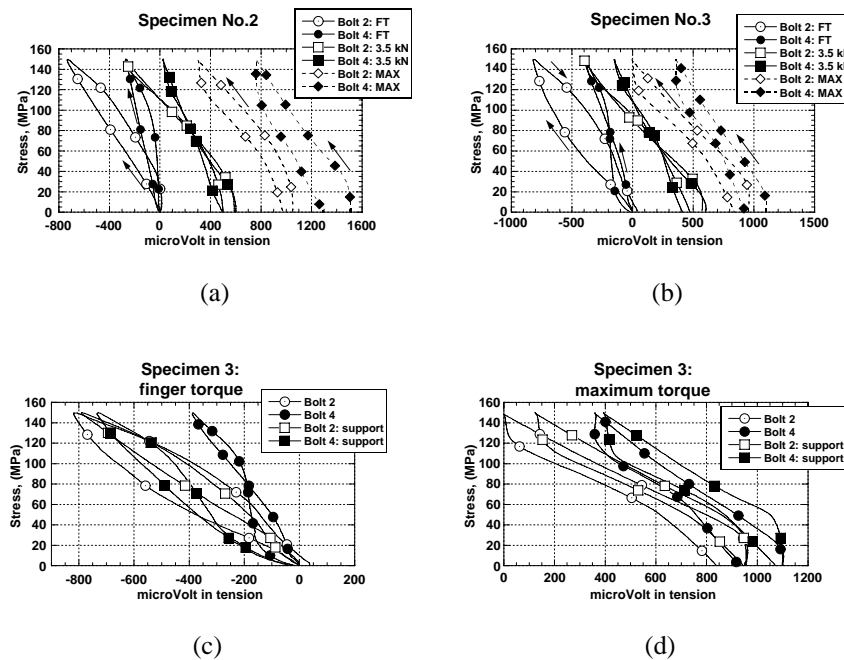 Specimen No.2
Bolt 2: FT
Bolt 4: FT
Bolt 2: 3.5 kN
Bolt 4: 3.5 kN
Bolt 2: MAX
Bolt 4: MAX
Stress, (MPa)
160
140
120
100
80
60
40
20
0
-800 -400 0 400 800 1200 1600
microVolt in tension
(a)
Specimen No.3
Bolt 2: FT
Bolt 4: FT
Bolt 2: 3.5 kN
Bolt 4: 3.5 kN
Bolt 2: MAX
Bolt 4: MAX
Stress, (MPa)
160
140
120
100
80
60
40
20
0
-1000 -500 0 500 1000 1500
microVolt in tension
(b)
Specimen 3:
finger torque
Bolt 2
Bolt 4
Bolt 2: support
Bolt 4: support
Stress, (MPa)
160
140
120
100
80
60
40
20
0
-800 -600 -400 -200 0 200
microVolt in tension
(c)
Specimen 3:
maximum torque
Bolt 2
Bolt 4
Bolt 2: support
Bolt 4: support
Stress, (MPa)
160
140
120
100
80
60
40
20
0
0 200 400 600 800 1000 1200
microVolt in tension
(d)